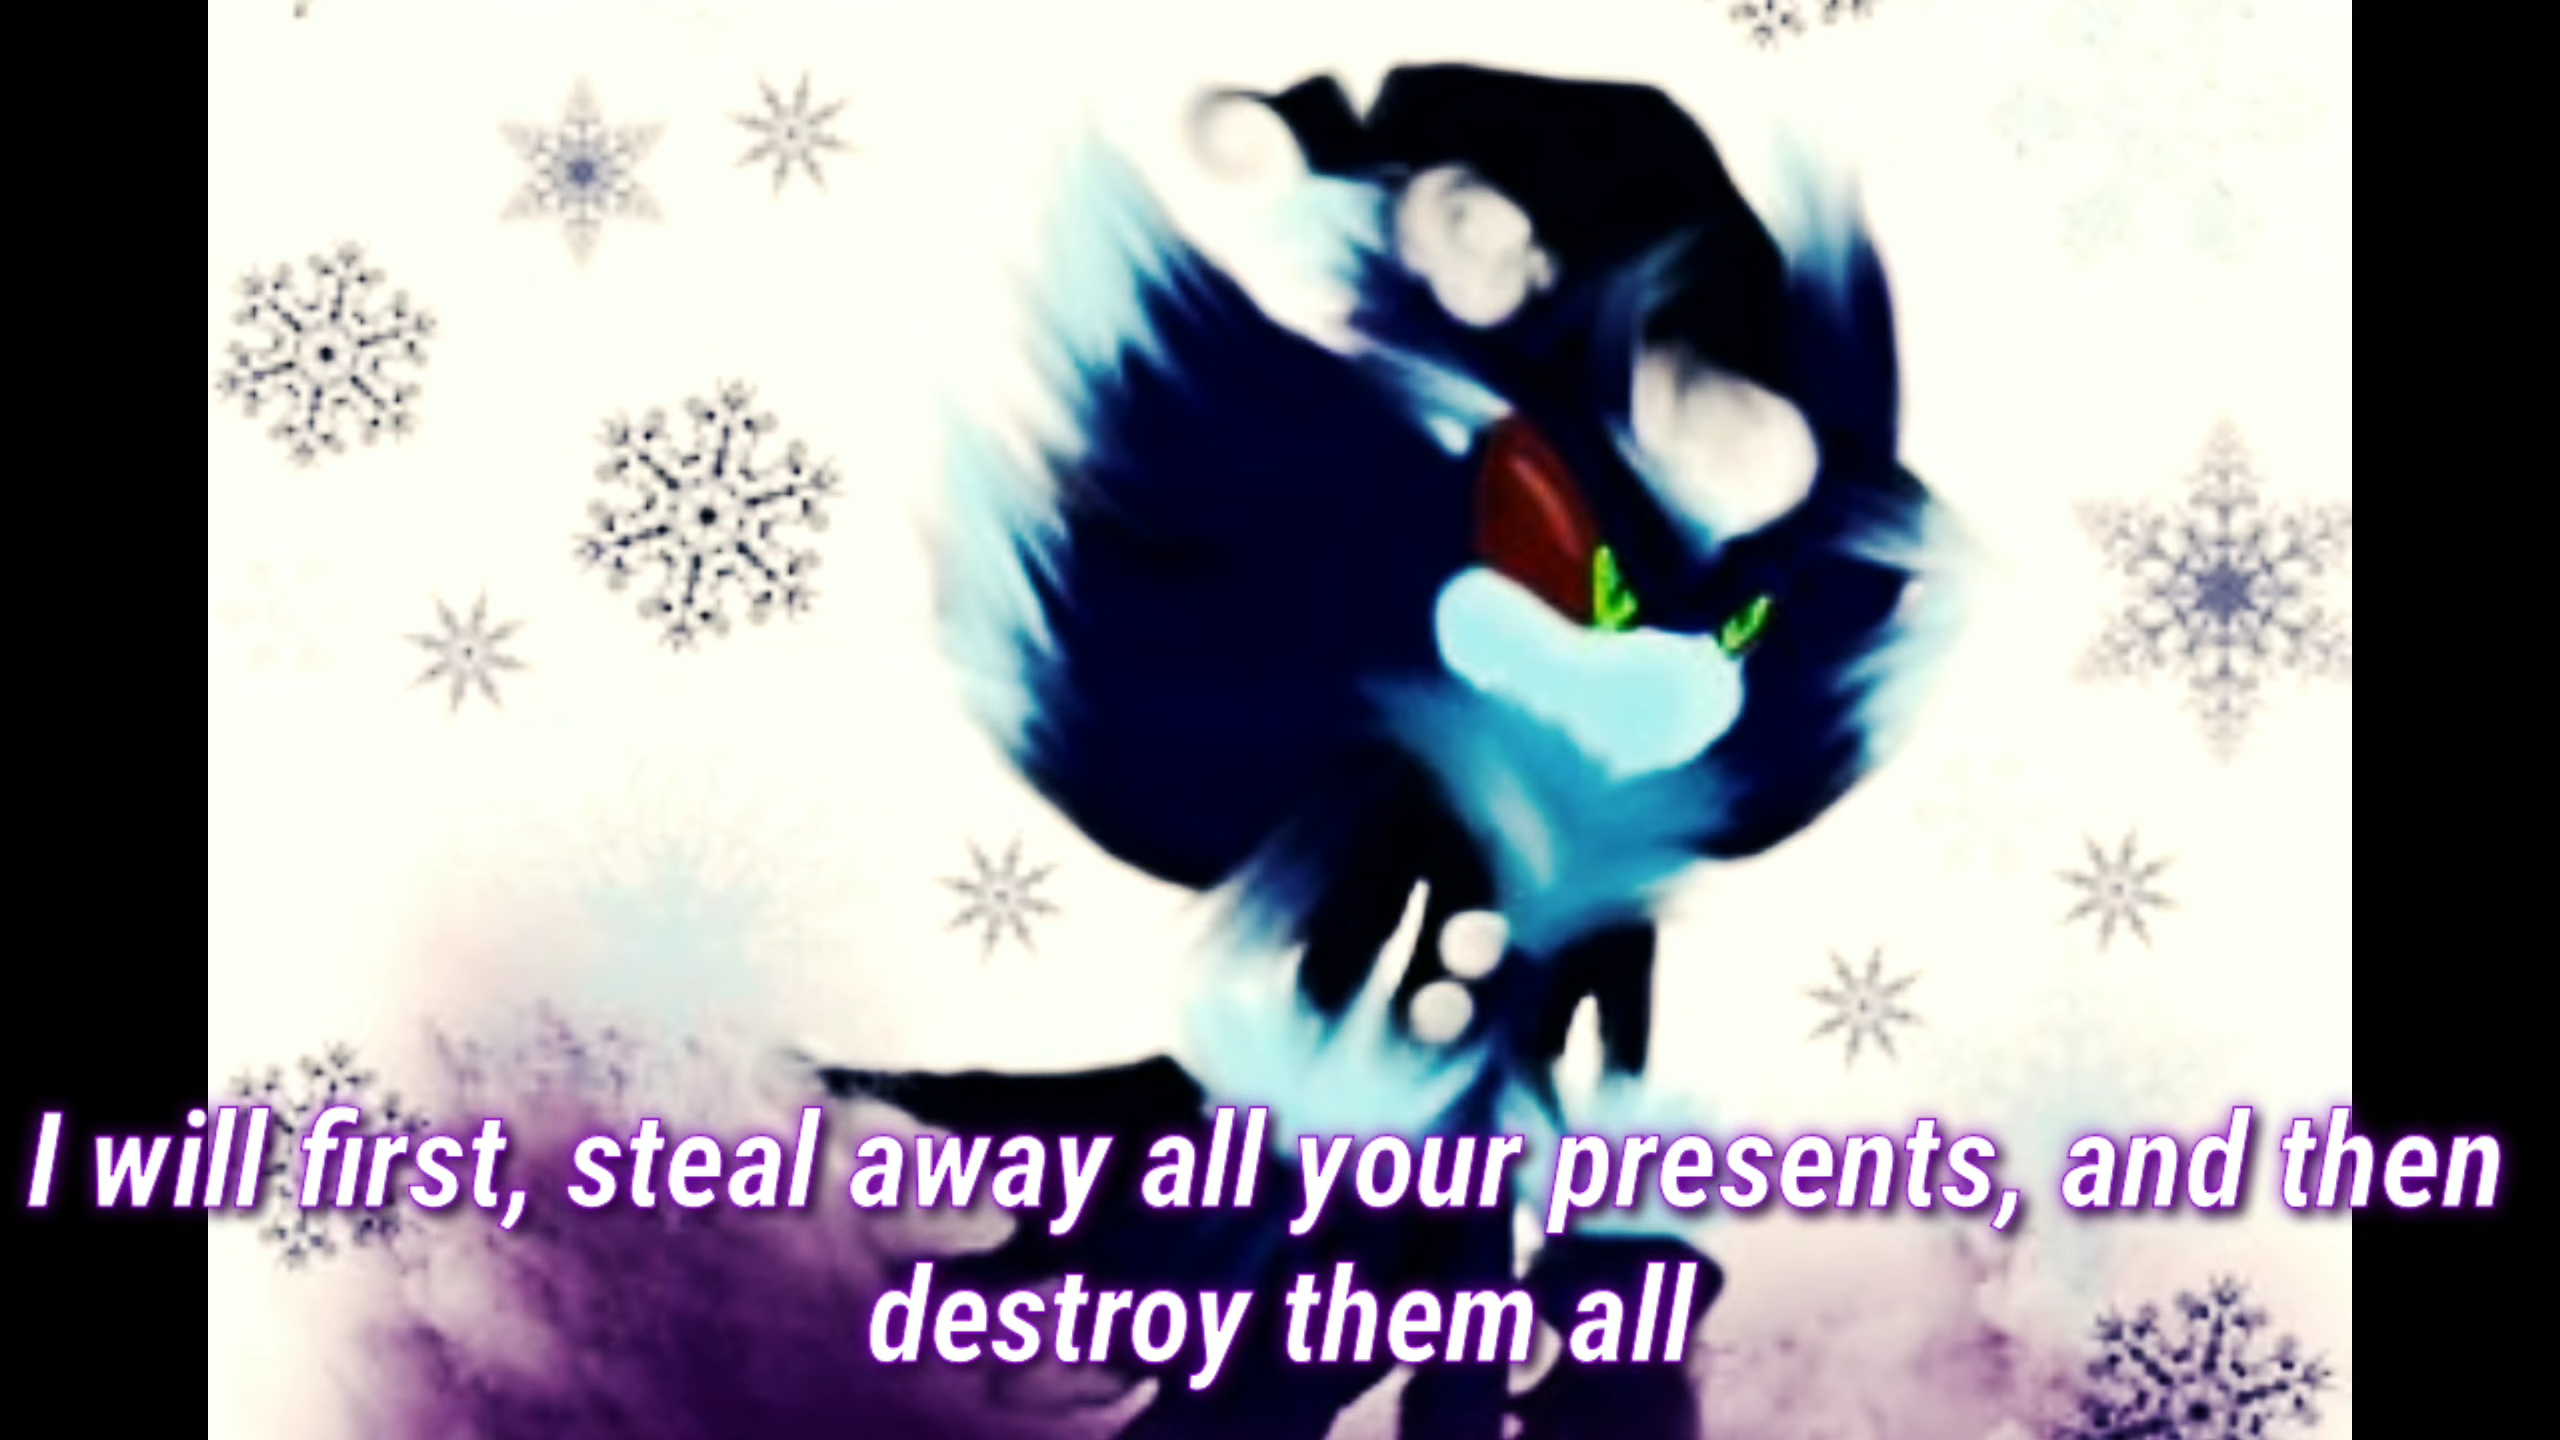 I will first, steal away all your presents, and then
destroy them all